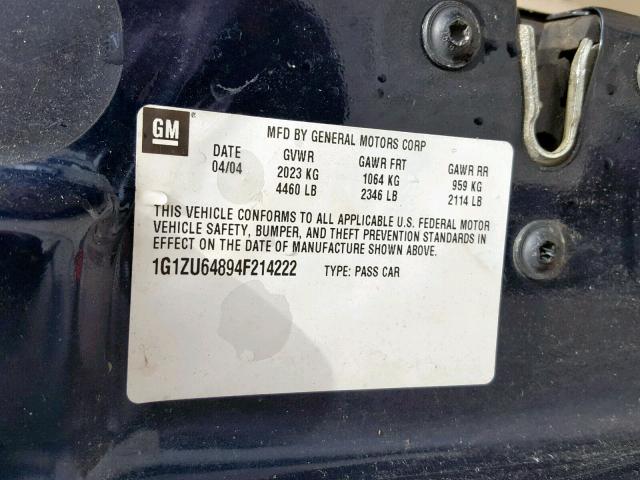 GM
MFD BY GENERAL MOTORS CORP
DATE GVWR GAWR FRT GAWR RR
04/04 2023 KG 1064 KG 959 KG
4460 LB 2346 LB 2114 LB
THIS VEHICLE CONFORMS TO ALL APPLICABLE U.S. FEDERAL MOTOR
VEHICLE SAFETY, BUMPER, AND THEFT PREVENTION STANDARDS IN
EFFECT ON THE DATE OF MANUFACTURE SHOWN ABOVE.
1G1ZU64894F214222 TYPE: PASS CAR